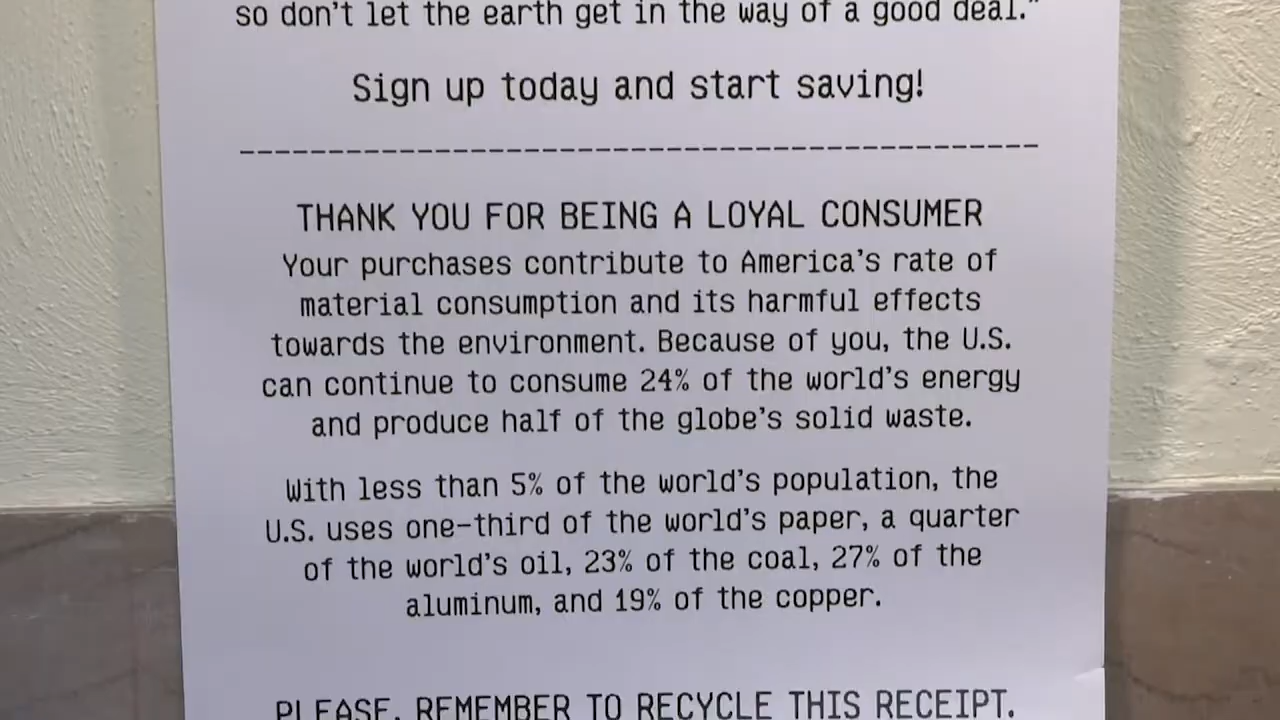 so don't let the earth get in the way of a good deal."
Sign up today and start saving!
--------------------------------------------
THANK YOU FOR BEING A LOYAL CONSUMER
Your purchases contribute to America's rate of
material consumption and its harmful effects
towards the environment. Because of you, the U.S.
can continue to consume 24% of the world's energy
and produce half of the globe's solid waste.
With less than 5% of the world's population, the
U.S. uses one-third of the world's paper, a quarter
of the world's oil, 23% of the coal, 27% of the
aluminum, and 19% of the copper.
PLEASE, REMEMBER TO RECYCLE THIS RECEIPT.